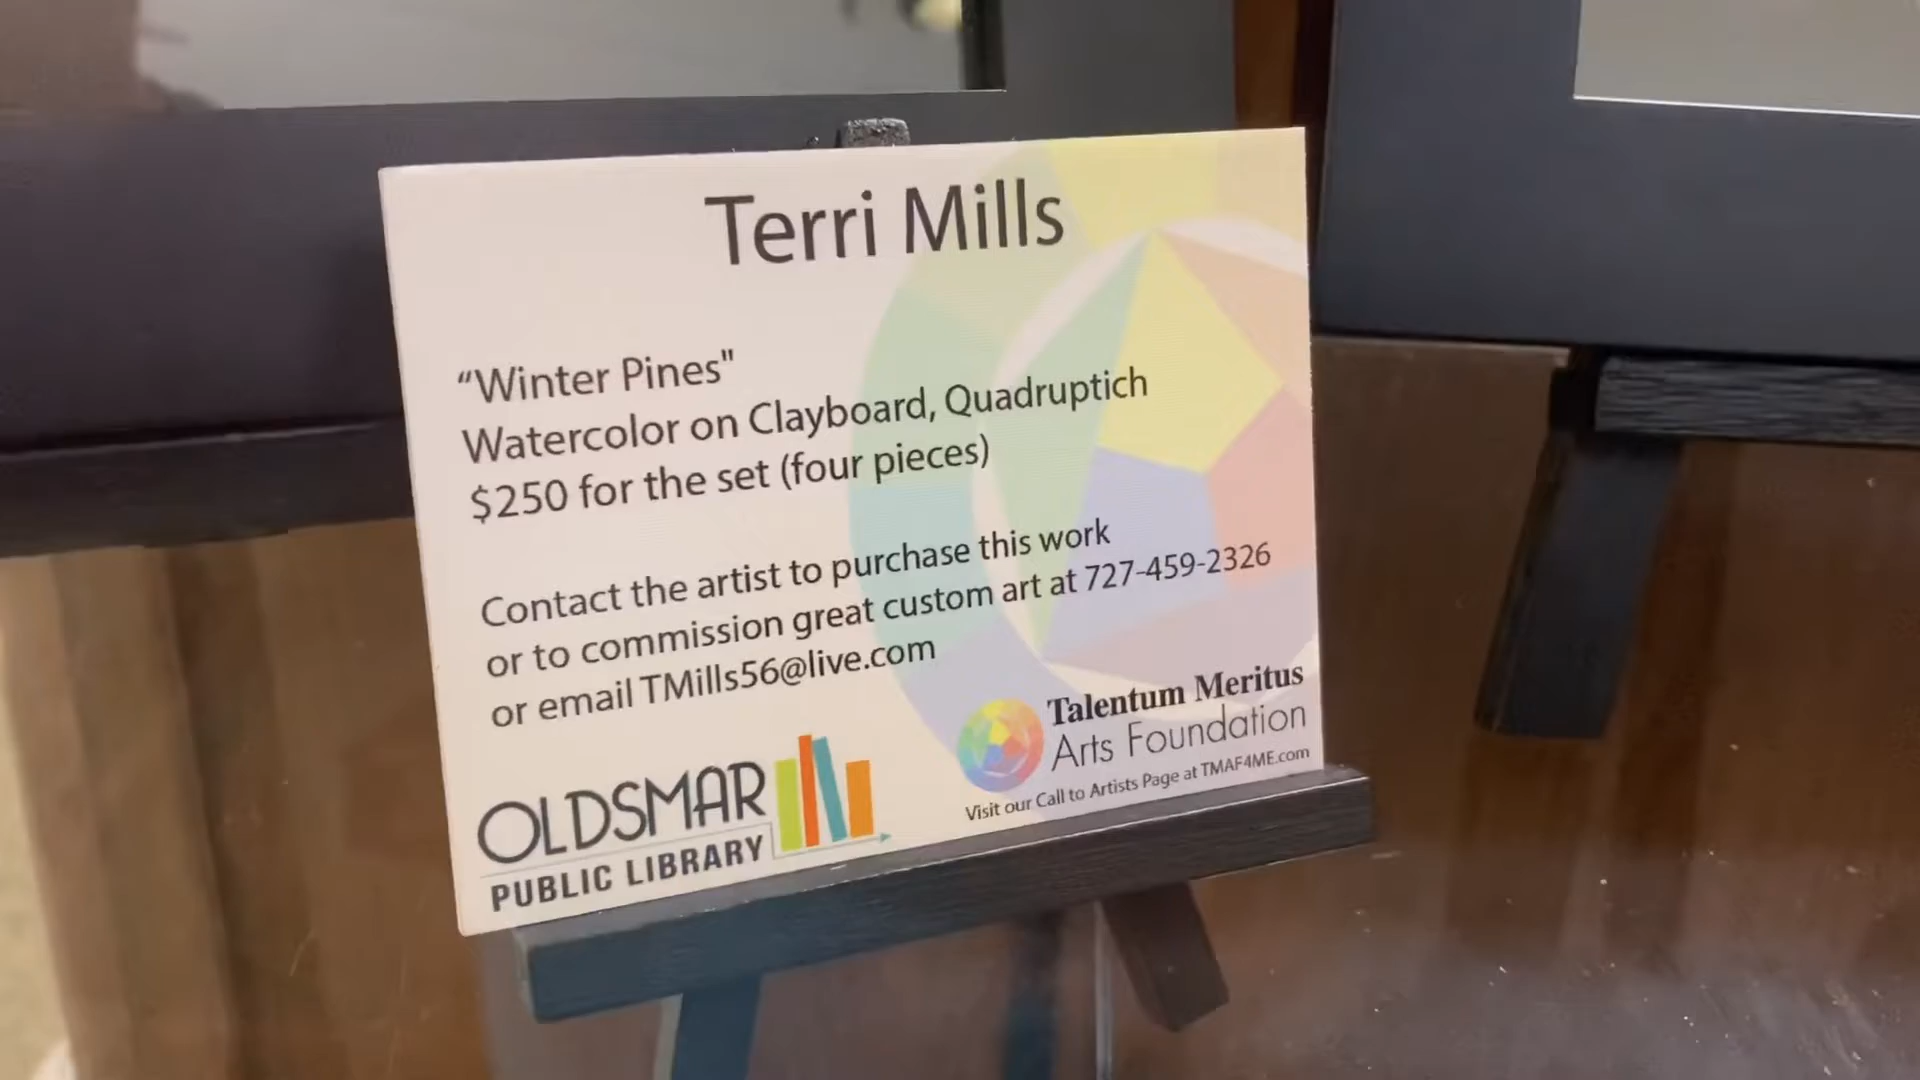 Terri Mills
“Winter Pines"
Watercolor on Clayboard, Quadruptich
$250 for the set (four pieces)
Contact the artist to purchase this work
or to commission great custom art at 727-459-2326
or email TMills56@live.com
OLDSMAR
PUBLIC LIBRARY
Talentum Meritus
Arts Foundation
Visit our Call to Artists Page at TMAF4ME.com